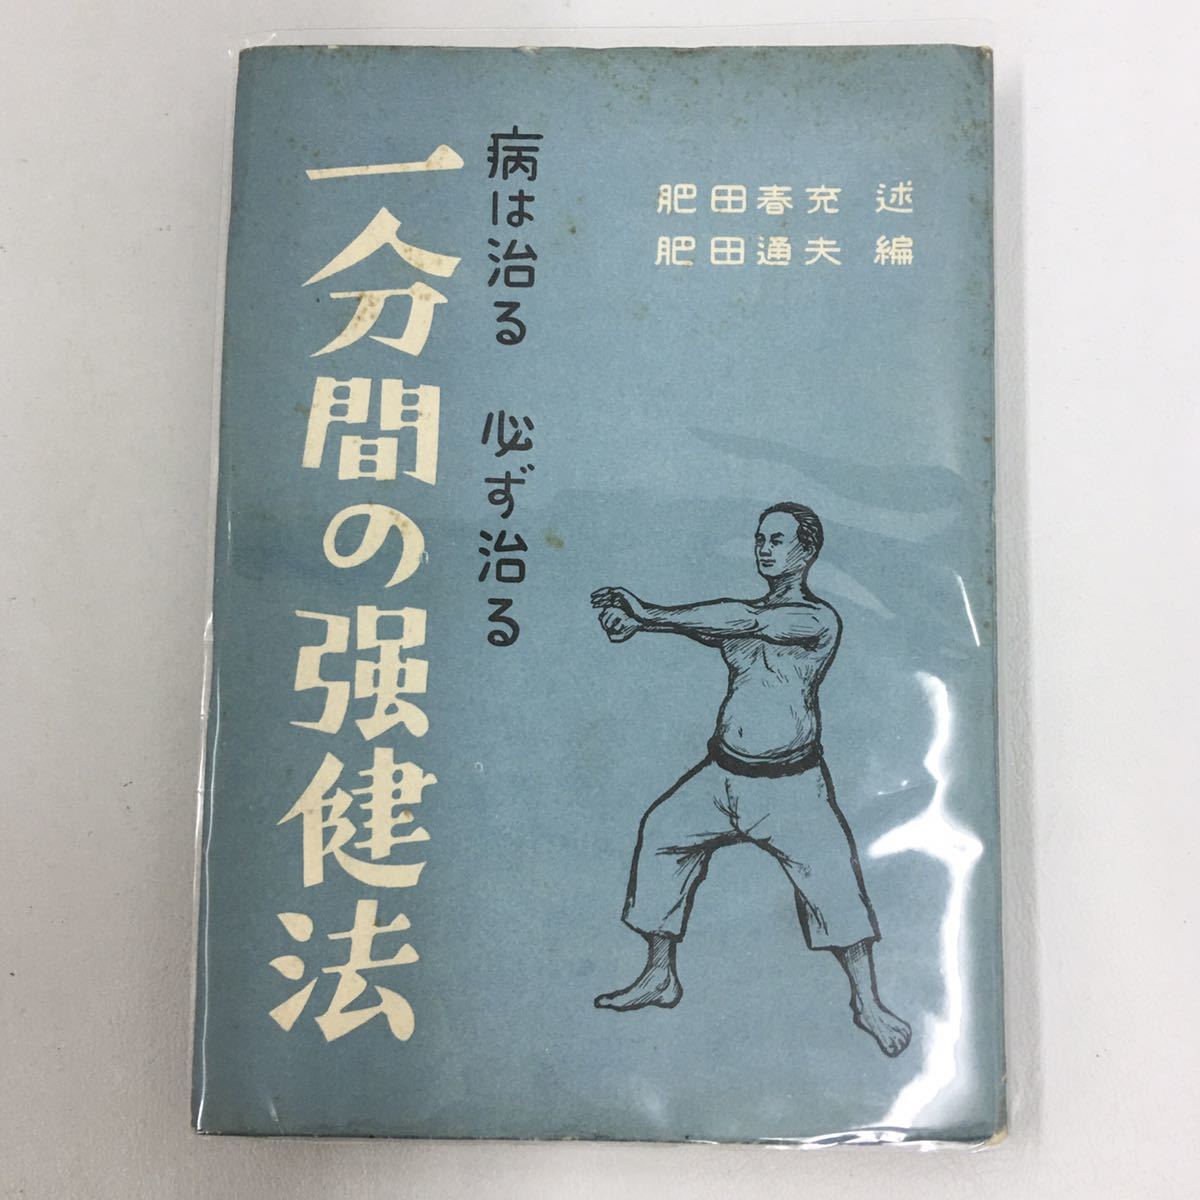 肥田春充 述
肥田通夫 編
病は治る 必ず治る
一分間の强健法